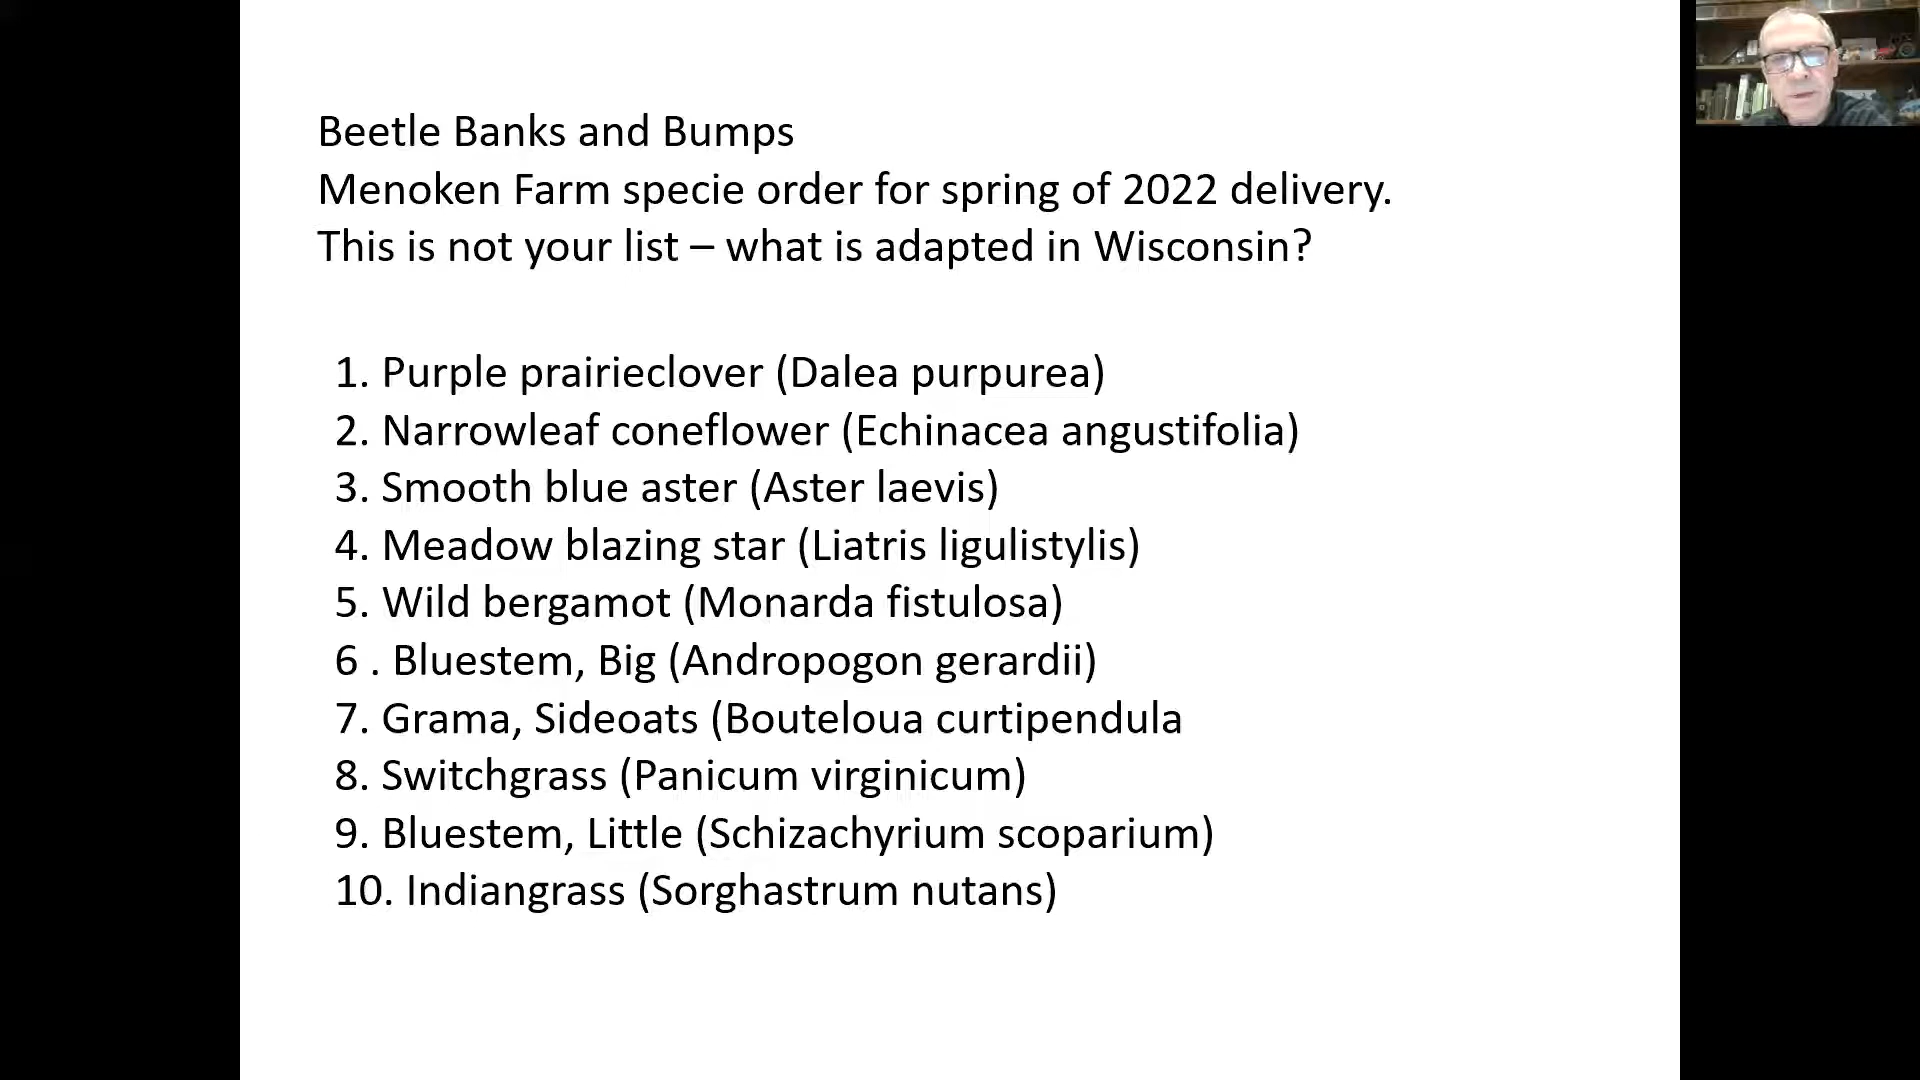 Beetle Banks and Bumps
Menoken Farm specie order for spring of 2022 delivery.
This is not your list – what is adapted in Wisconsin?
1. Purple prairieclover (Dalea purpurea)
2. Narrowleaf coneflower (Echinacea angustifolia)
3. Smooth blue aster (Aster laevis)
4. Meadow blazing star (Liatris ligulistylis)
5. Wild bergamot (Monarda fistulosa)
6 . Bluestem, Big (Andropogon gerardii)
7. Grama, Sideoats (Bouteloua curtipendula
8. Switchgrass (Panicum virginicum)
9. Bluestem, Little (Schizachyrium scoparium)
10. Indiangrass (Sorghastrum nutans)